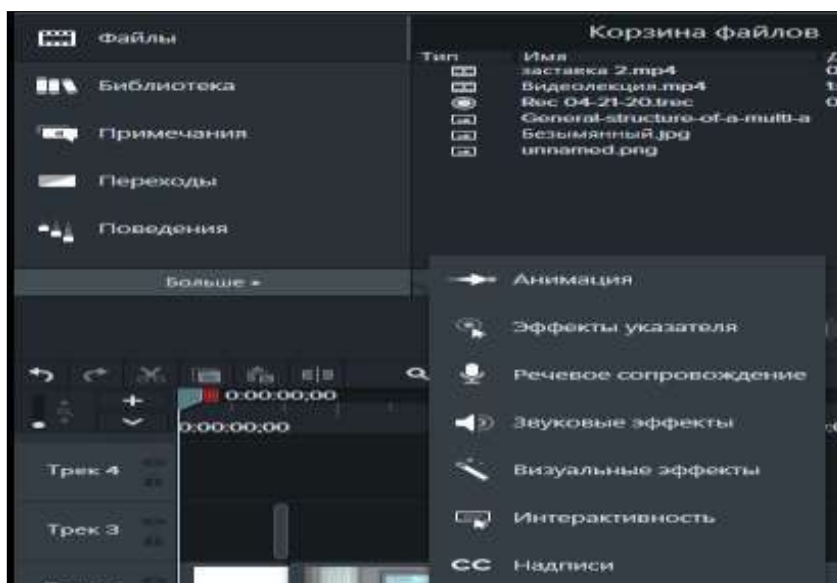 Файлы
Библиотека
Примечания
Переходы
Поведения
Больше
Корзина файлов
Тип Имя
заставка 2.mp4
Видеолекция.mp4
Rec 04-21-20.trec
General-structure-of-a-multi-a
Безымянный.jpg
unnamed.png
Анимация
Эффекты указателя
Речевое сопровождение
Звуковые эффекты
Визуальные эффекты
Интерактивность
CC Надписи
0:00:00;00
0:00:00;00
Трек 4
Трек 3